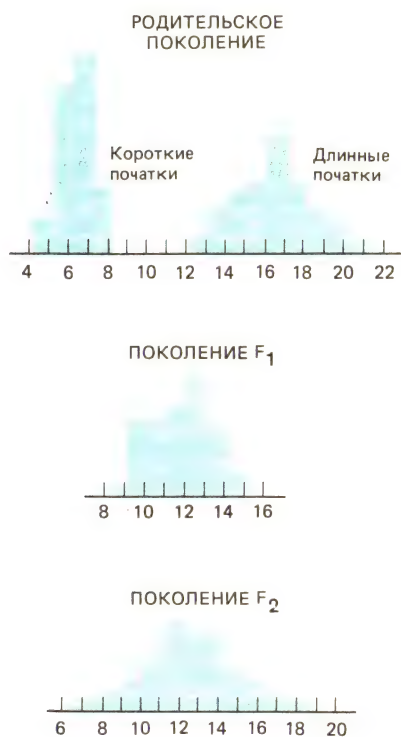 РОДИТЕЛЬСКОЕ
ПОКОЛЕНИЕ
Короткие
початки
Длинные
початки
4 6 8 10 12 14 16 18 20 22
ПОКОЛЕНИЕ F₁
8 10 12 14 16
ПОКОЛЕНИЕ F₂
6 8 10 12 14 16 18 20